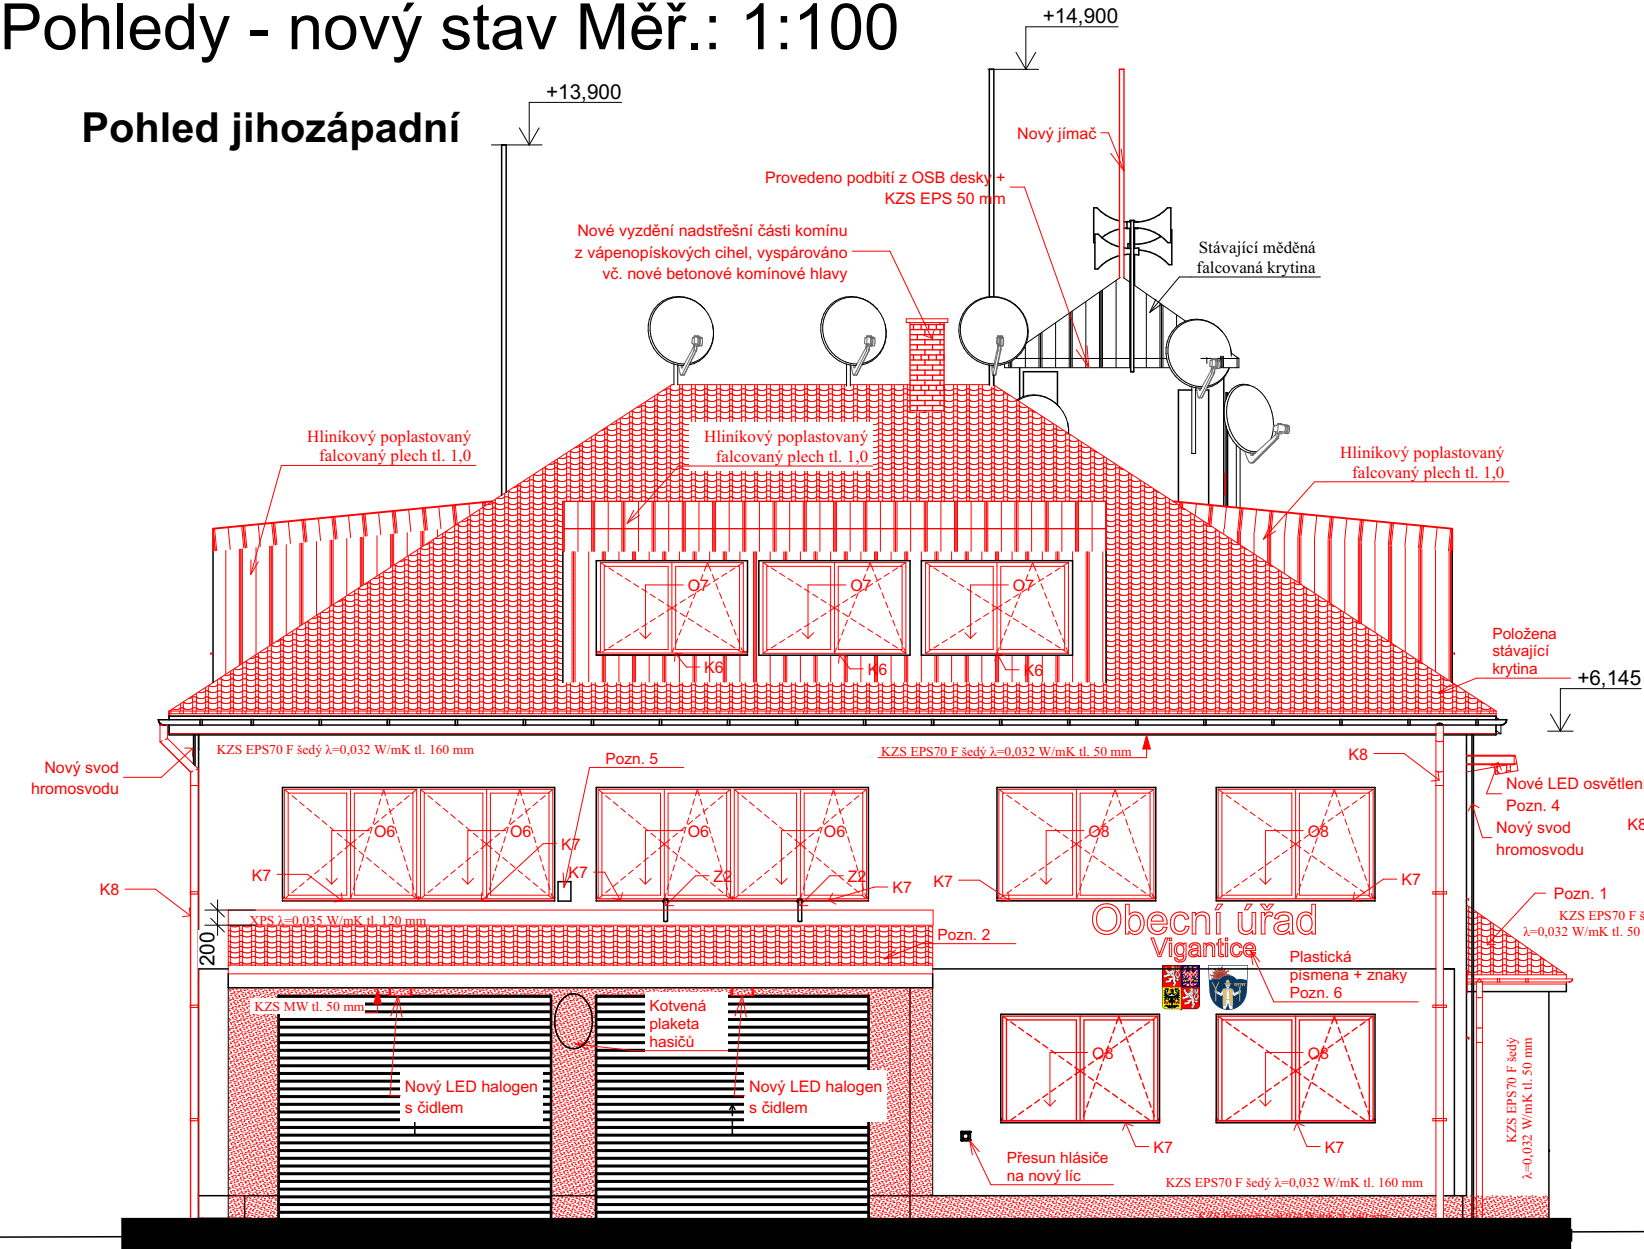 Pohledy - nový stav Měř.: 1:100
+14,900
+13,900
Pohled jihozápadní
Nový jímač
Provedeno podbití z OSB desky +
KZS EPS 50 mm
Nové vyzdění nadstřešní části komínu
z vápenopískových cihel, vyspárováno
vč. nové betonové komínové hlavy
Stávající měděná
falcovaná krytina
Hliníkový poplastovaný
falcovaný plech tl. 1,0
Hliníkový poplastovaný
falcovaný plech tl. 1,0
Hliníkový poplastovaný
falcovaný plech tl. 1,0
O7
O7
O7
K6
K6
K6
Položena
stávající
krytina
+6,145
KZS EPS70 F šedý λ=0,032 W/mK tl. 160 mm
KZS EPS70 F šedý λ=0,032 W/mK tl. 50 mm
Nový svod
hromosvodu
Pozn. 5
K8
Nové LED osvětlen
Pozn. 4
Nový svod
hromosvodu
K8
O6
O6
O6
O6
O8
O8
K7
K7
K7
Z2
Z2
K7
K7
K7
K8
Pozn. 1
KZS EPS70 F š
λ=0,032 W/mK tl. 50
XPS λ=0,035 W/mK tl. 120 mm
200
Pozn. 2
Obecní úřad
Vigantice
Plastická
písmena + znaky
Pozn. 6
KZS MW tl. 50 mm
Kotvená
plaketa
hasičů
Nový LED halogen
s čidlem
Nový LED halogen
s čidlem
O8
O8
K7
K7
Přesun hlásiče
na nový líc
KZS EPS70 F šedý λ=0,032 W/mK tl. 160 mm
KZS EPS70 F šedý
λ=0,032 W/mK tl. 50 mm